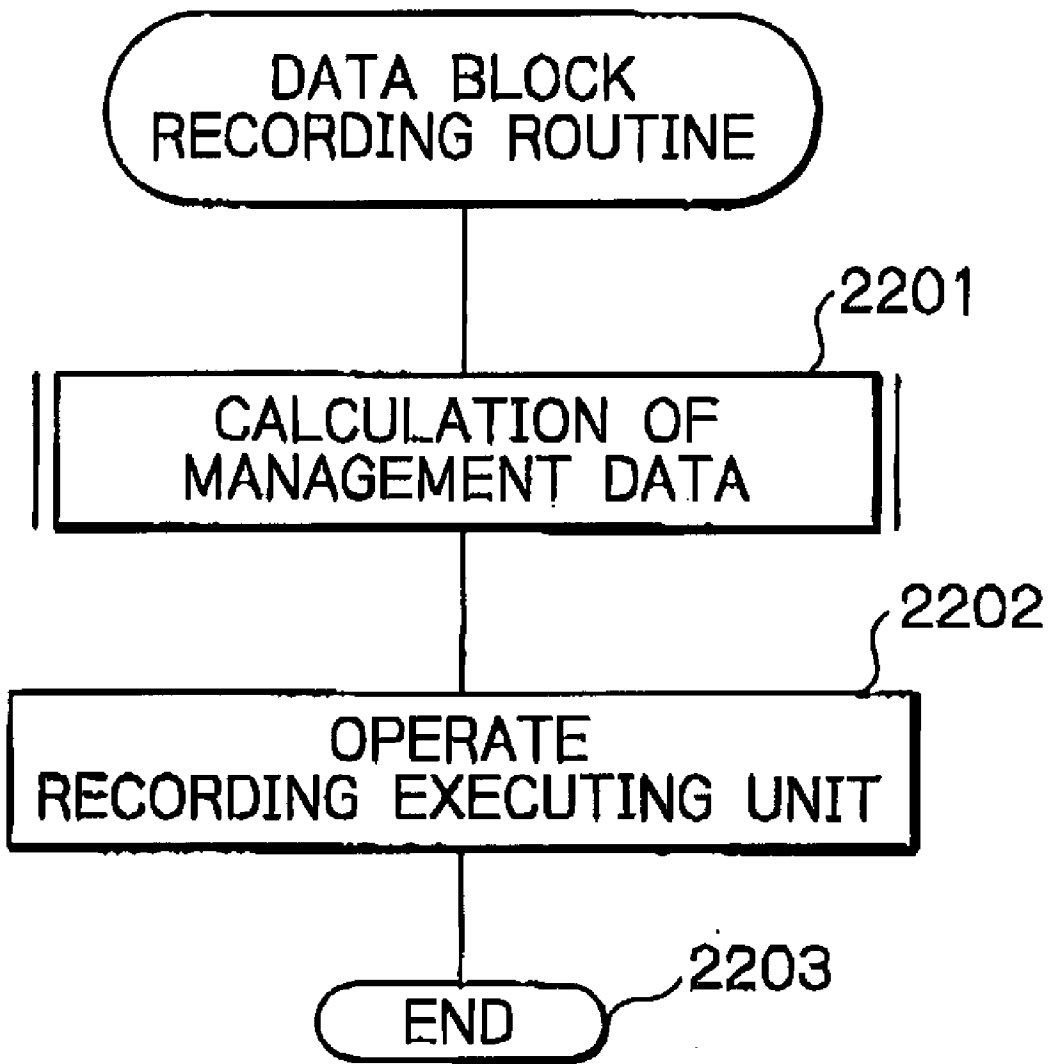 DATA BLOCK
RECORDING ROUTINE
2201
CALCULATION OF
MANAGEMENT DATA
2202
OPERATE
RECORDING EXECUTING UNIT
2203
END